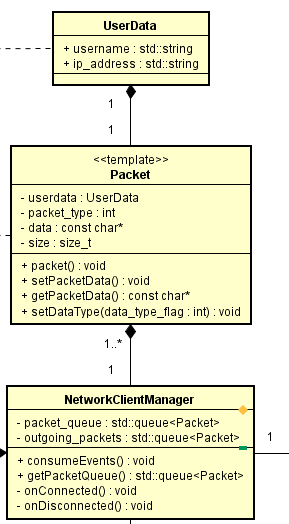 UserData
+ username : std::string
+ ip_address : std::string
1
1
<<template>>
Packet
- userdata : UserData
- packet_type : int
- data : const char*
- size : size_t
+ packet() : void
+ setPacketData() : void
+ getPacketData() : const char*
+ setDataType(data_type_flag : int) : void
1..*
1
NetworkClientManager
- packet_queue : std::queue<Packet>
- outgoing_packets : std::queue<Packet>
1
+ consumeEvents() : void
+ getPacketQueue() : std::queue<Packet>
- onConnected() : void
- onDisconnected() : void